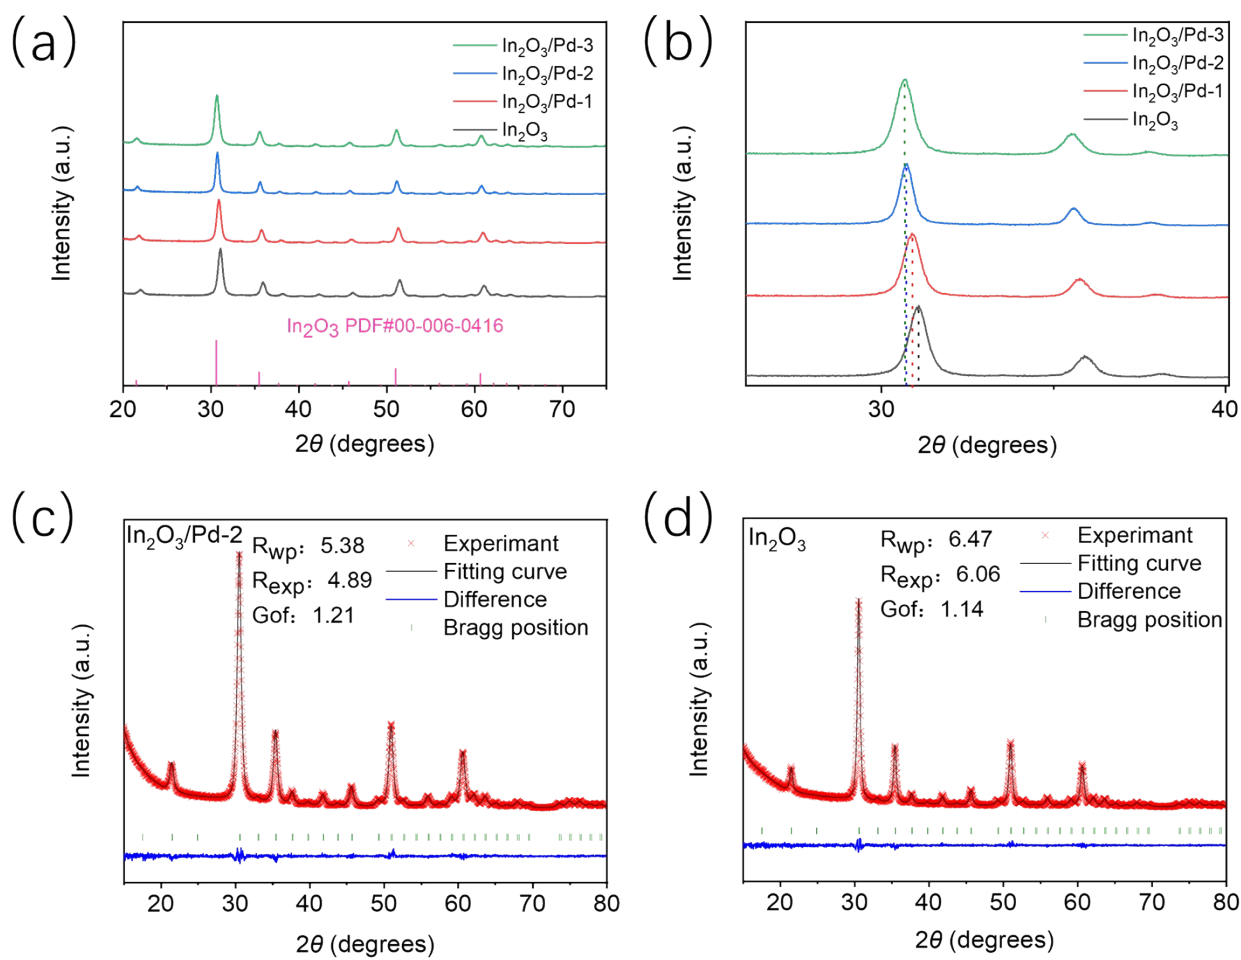 (a)
In2O3/Pd-3
In2O3/Pd-2
In2O3/Pd-1
In2O3
In2O3 PDF#00-006-0416
Intensity (a.u.)
20 30 40 50 60 70
2θ (degrees)
(b)
In2O3/Pd-3
In2O3/Pd-2
In2O3/Pd-1
In2O3
Intensity (a.u.)
30 40
2θ (degrees)
(c)
In2O3/Pd-2
Rwp: 5.38
Rexp: 4.89
Gof: 1.21
Experimant
Fitting curve
Difference
Bragg position
Intensity (a.u.)
20 30 40 50 60 70 80
2θ (degrees)
(d)
In2O3
Rwp: 6.47
Rexp: 6.06
Gof: 1.14
Experimant
Fitting curve
Difference
Bragg position
Intensity (a.u.)
20 30 40 50 60 70 80
2θ (degrees)